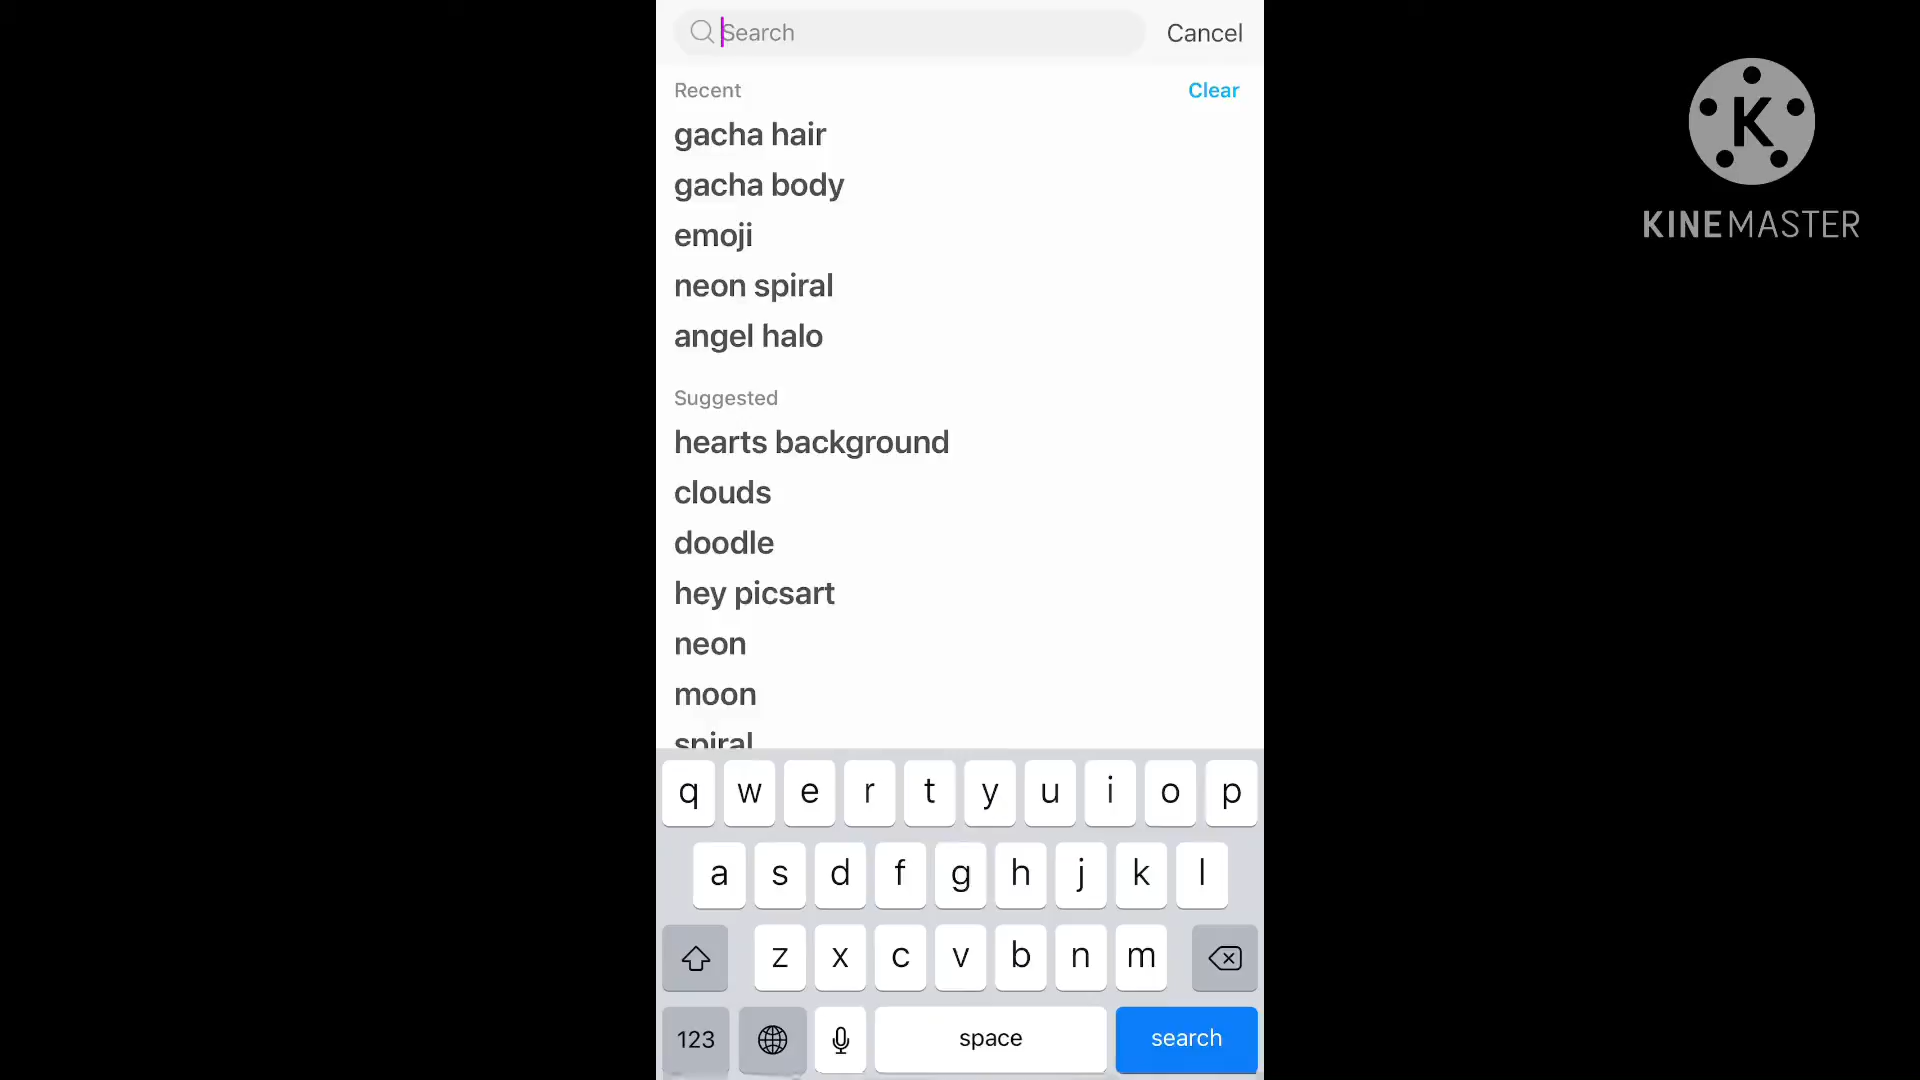 Search
Cancel
Recent
Clear
gacha hair
gacha body
emoji
neon spiral
angel halo
Suggested
hearts background
clouds
doodle
hey picsart
neon
moon
spiral
q w e r t y u i o p
a s d f g h j k l
z x c v b n m
123
space
search
K
KINEMASTER